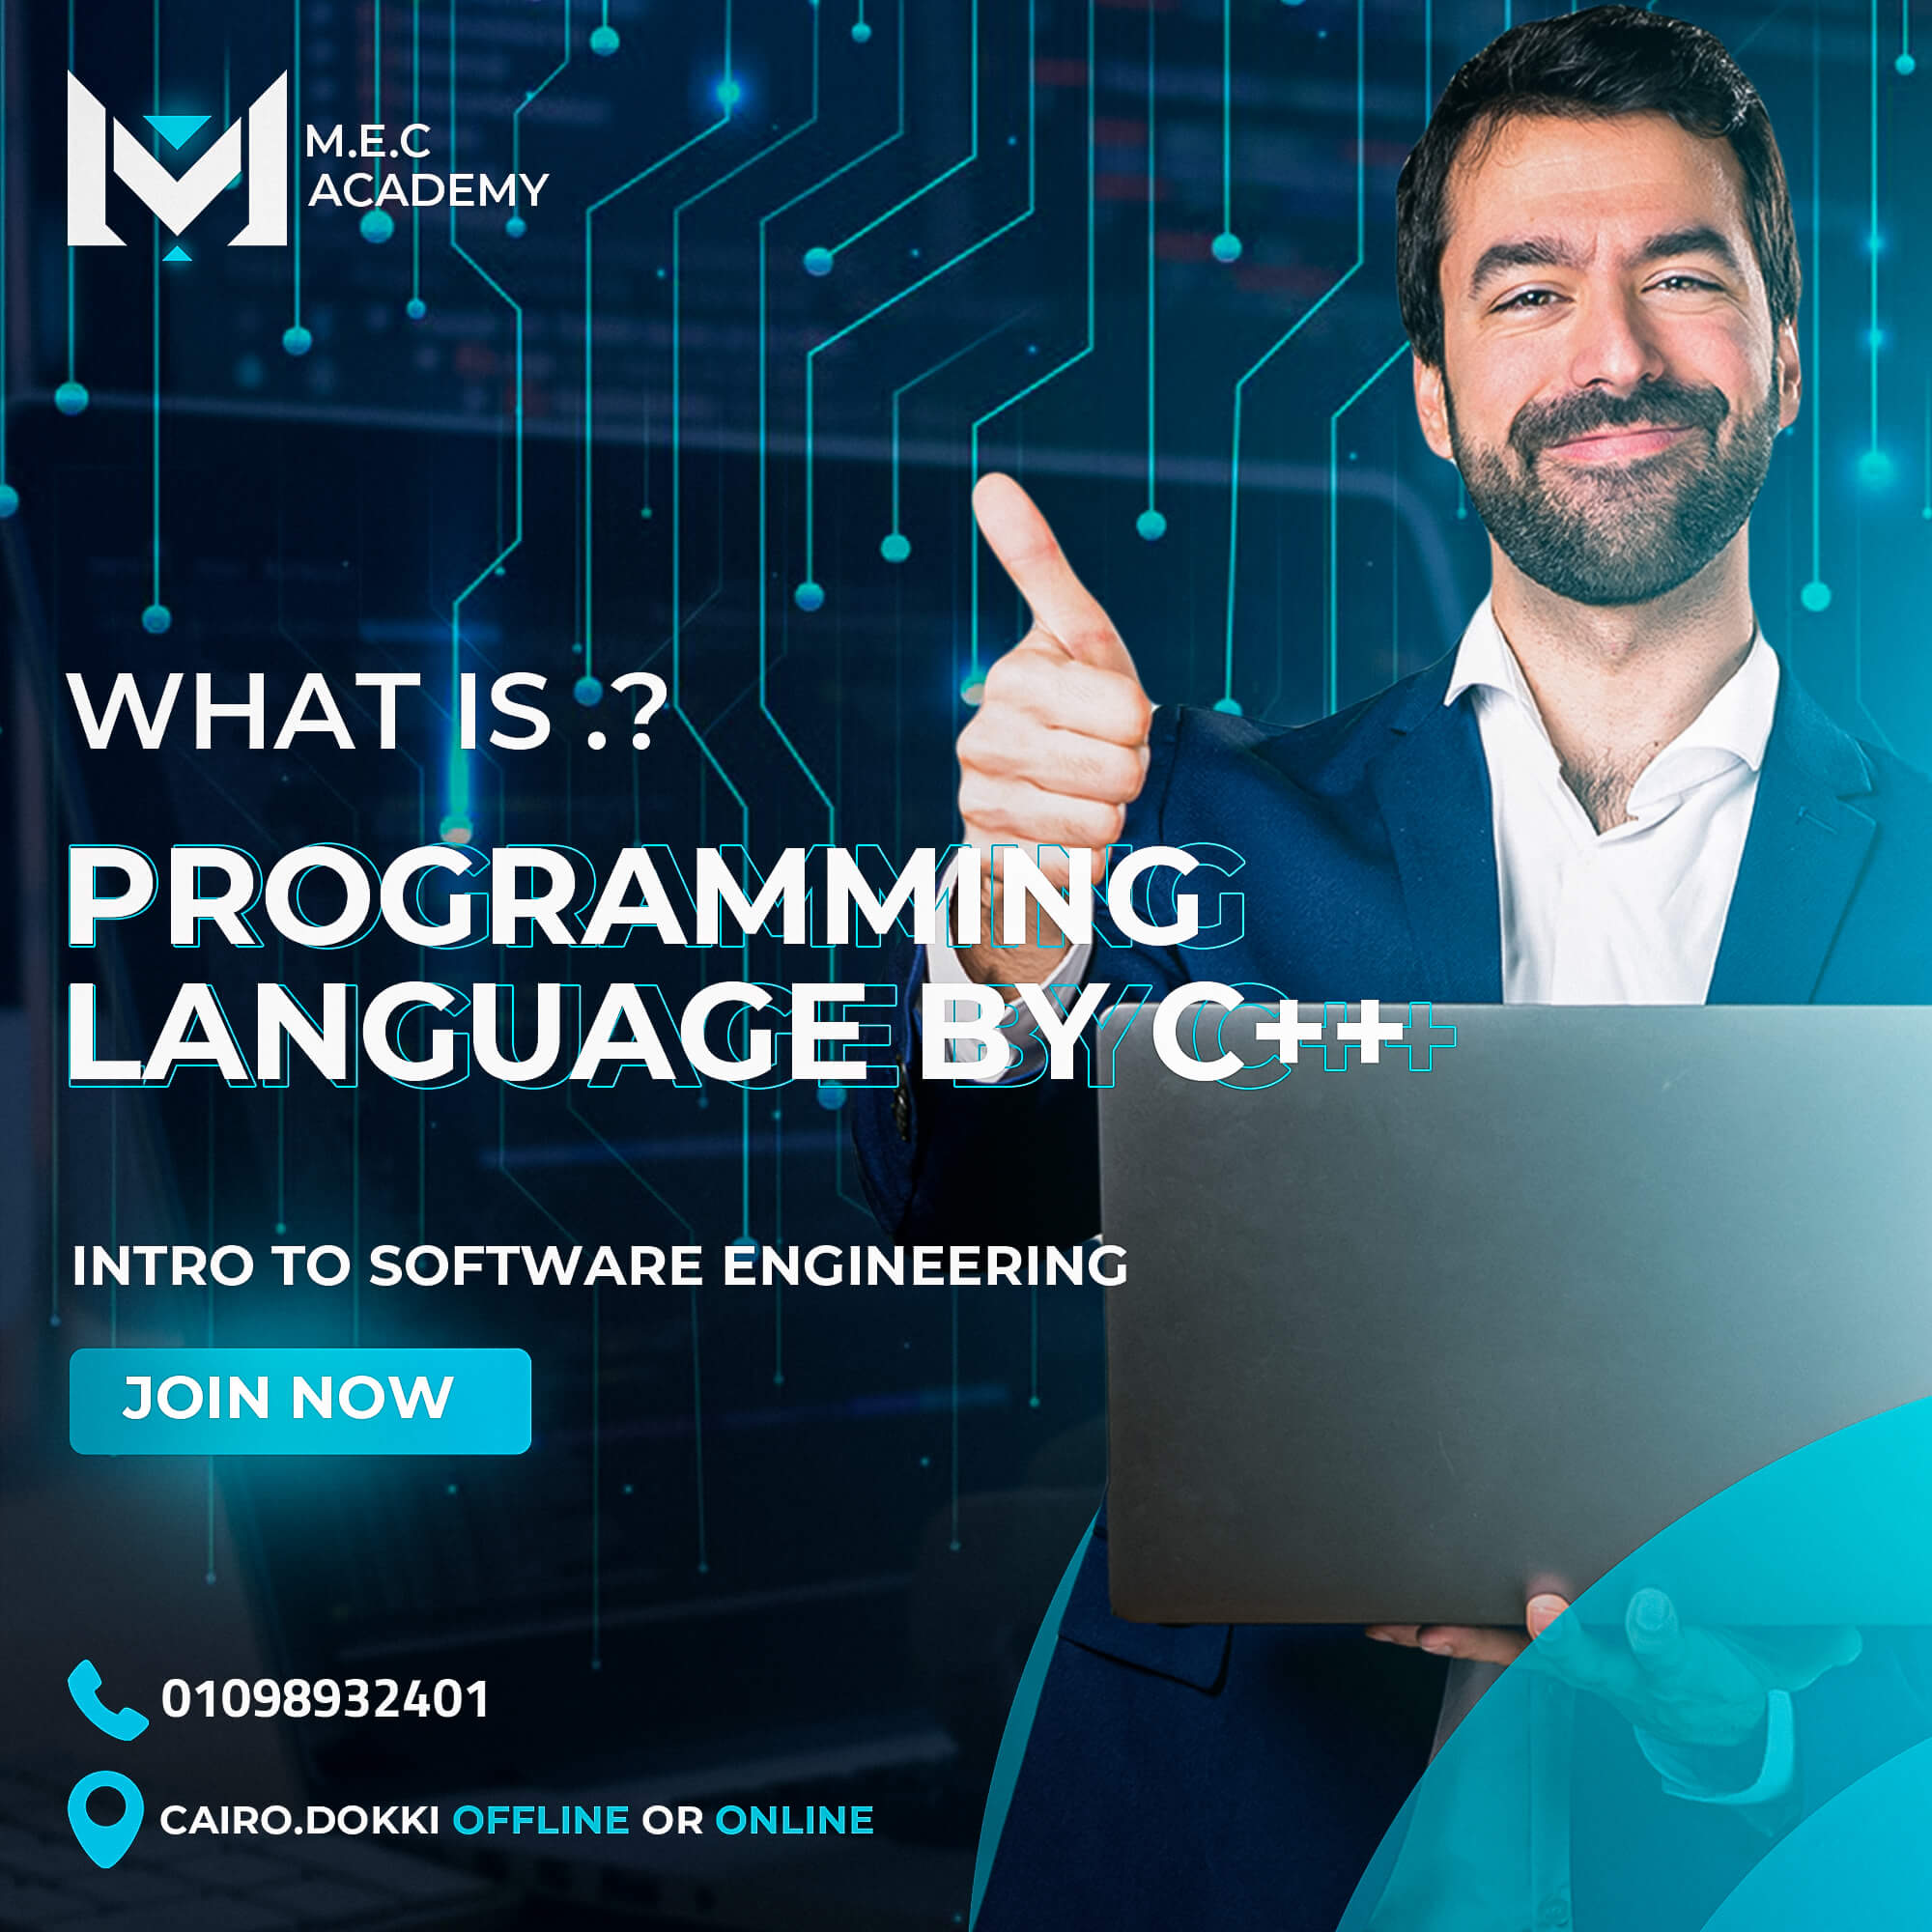 M.E.C
ACADEMY
WHAT IS .?
PROGRAMMING
LANGUAGE BY C++
INTRO TO SOFTWARE ENGINEERING
JOIN NOW
01098932401
CAIRO.DOKKI OFFLINE OR ONLINE